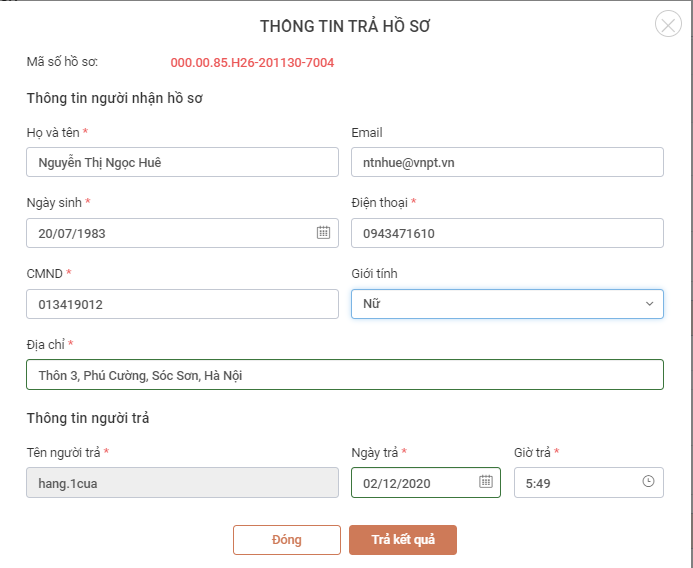 THÔNG TIN TRẢ HỒ SƠ
Mã số hồ sơ: 000.00.85.H26-201130-7004
Thông tin người nhận hồ sơ
Họ và tên * Email
Nguyễn Thị Ngọc Huê ntnhue@vnpt.vn
Ngày sinh * Điện thoại *
20/07/1983 0943471610
CMND * Giới tính
013419012 Nữ
Địa chỉ *
Thôn 3, Phú Cường, Sóc Sơn, Hà Nội
Thông tin người trả
Tên người trả * Ngày trả * Giờ trả *
hang.1cua 02/12/2020 5:49
Đóng Trả kết quả